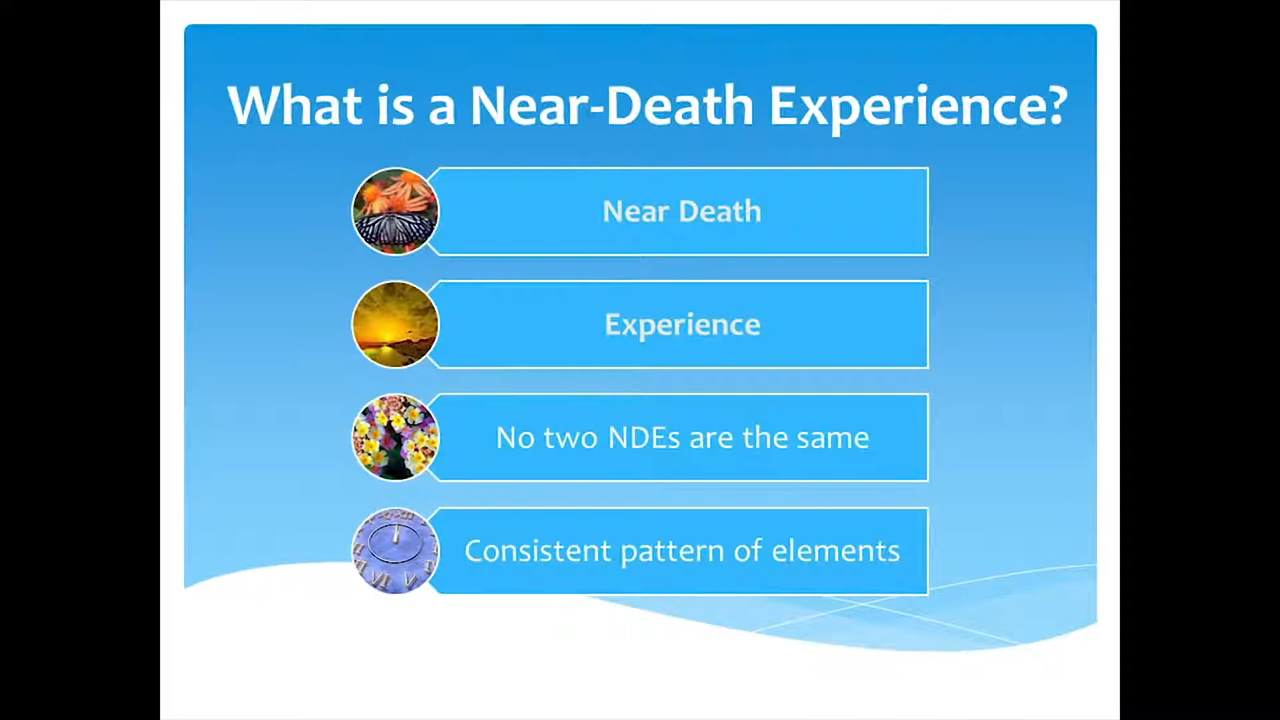 What is a Near-Death Experience?
Near Death
Experience
No two NDEs are the same
Consistent pattern of elements